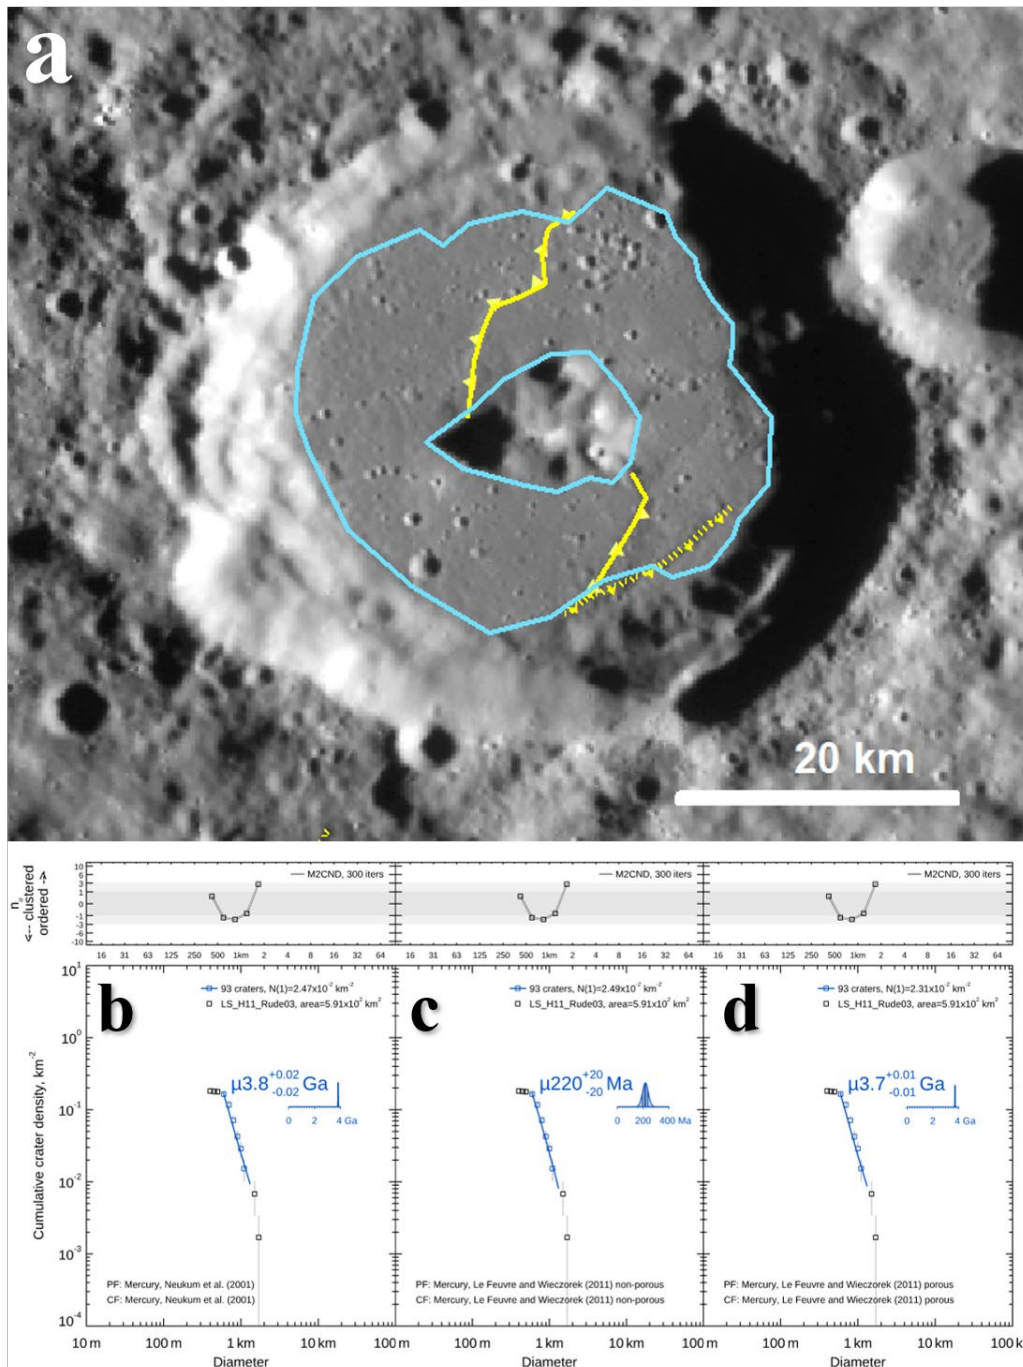 a
20 km
<-- clustered
ordered -->
10
6
3
1
0
-1
-3
-6
-10
M2CND, 300 iters
M2CND, 300 iters
M2CND, 300 iters
16 31 63 125 250 500 1km 2 4 8 16 32 64
16 31 63 125 250 500 1km 2 4 8 16 32 64
16 31 63 125 250 500 1km 2 4 8 16 32 64
Cumulative crater density, km⁻²
10¹
10⁰
10⁻¹
10⁻²
10⁻³
10⁻⁴
b
93 craters, N(1)=2.47x10⁻² km⁻²
LS_H11_Rude03, area=5.91x10² km²
μ3.8 +0.02 -0.02 Ga
0 2 4 Ga
PF: Mercury, Neukum et al. (2001)
CF: Mercury, Neukum et al. (2001)
c
93 craters, N(1)=2.49x10⁻² km⁻²
LS_H11_Rude03, area=5.91x10² km²
μ220 +20 -20 Ma
0 200 400 Ma
PF: Mercury, Le Feuvre and Wieczorek (2011) non-porous
CF: Mercury, Le Feuvre and Wieczorek (2011) non-porous
d
93 craters, N(1)=2.31x10⁻² km⁻²
LS_H11_Rude03, area=5.91x10² km²
μ3.7 +0.01 -0.01 Ga
0 2 4 Ga
PF: Mercury, Le Feuvre and Wieczorek (2011) porous
CF: Mercury, Le Feuvre and Wieczorek (2011) porous
10 m 100 m 1 km 10 km 100 m 1 km 10 km 100 m 1 km 10 km 100 k
Diameter
Diameter
Diameter